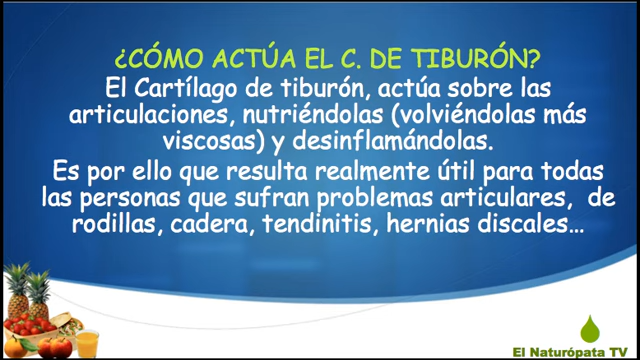 ¿CÓMO ACTÚA EL C. DE TIBURÓN?
El Cartílago de tiburón, actúa sobre las
articulaciones, nutriéndolas (volviéndolas más
viscosas) y desinflamándolas.
Es por ello que resulta realmente útil para todas
las personas que sufran problemas articulares, de
rodillas, cadera, tendinitis, hernias discales...
El Naturópata TV